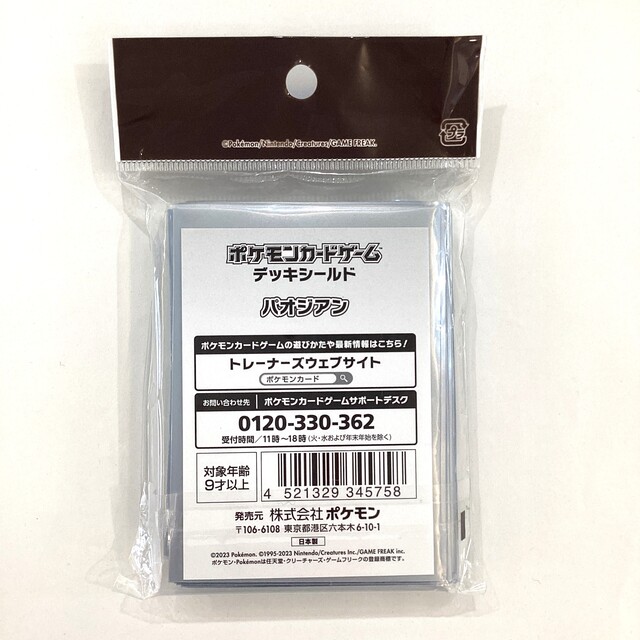 ©Pokémon/Nintendo/Creatures/GAME FREAK.
プラ
ポケモンカードゲーム
デッキシールド
パオジアン
ポケモンカードゲームの遊びかたや最新情報はこちら！
トレーナーズウェブサイト
ポケモンカード
お問い合わせ先 ポケモンカードゲームサポートデスク
0120-330-362
受付時間／11時～18時（火・水および年末年始を除く）
対象年齢
9才以上
4 521329 345758
発売元 株式会社ポケモン
〒106-6108 東京都港区六本木6-10-1
日本製
©2023 Pokémon. ©1995-2023 Nintendo/Creatures Inc./GAME FREAK inc.
ポケモン・Pokémonは任天堂・クリーチャーズ・ゲームフリークの登録商標です。